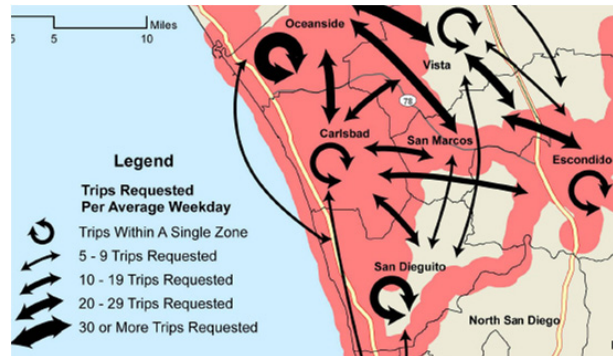 Miles
5
5
10
Oceanside
Vista
78
Carlsbad
San Marcos
Escondido
San Dieguito
North San Diego
Legend
Trips Requested
Per Average Weekday
Trips Within A Single Zone
5 - 9 Trips Requested
10 - 19 Trips Requested
20 - 29 Trips Requested
30 or More Trips Requested